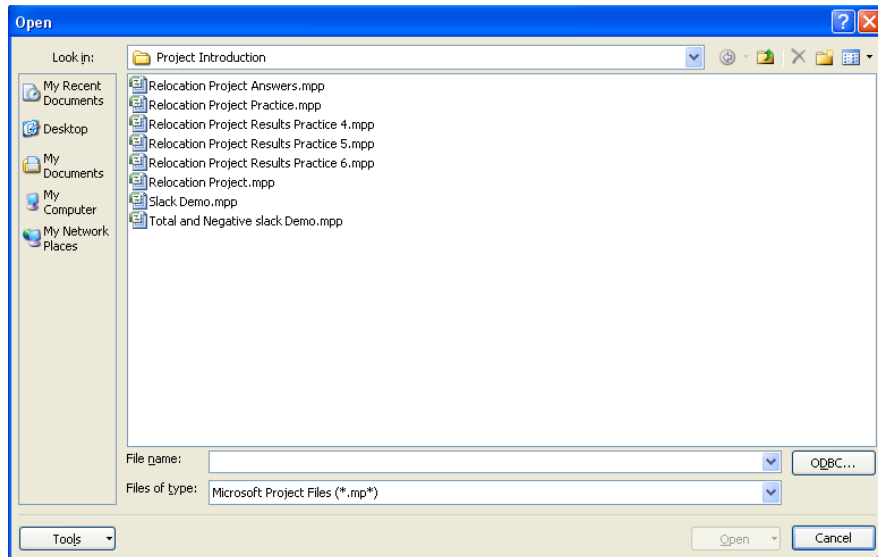 Open
Look in:
Project Introduction
My Recent
Documents
Desktop
My
Documents
My
Computer
My Network
Places
Relocation Project Answers.mpp
Relocation Project Practice.mpp
Relocation Project Results Practice 4.mpp
Relocation Project Results Practice 5.mpp
Relocation Project Results Practice 6.mpp
Relocation Project.mpp
Slack Demo.mpp
Total and Negative slack Demo.mpp
File name:
ODBC...
Files of type:
Microsoft Project Files (*.mp*)
Tools
Open
Cancel